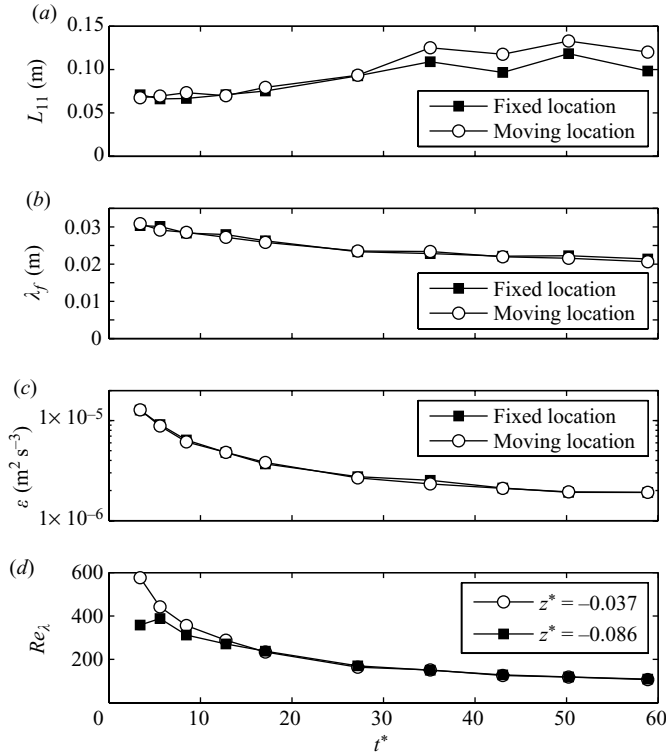 (a)
0.15
0.10
0.05
0
L11 (m)
Fixed location
Moving location
(b)
0.03
0.02
0.01
0
λf (m)
Fixed location
Moving location
(c)
1× 10–5
1× 10–6
ε (m2 s–3)
Fixed location
Moving location
(d)
600
400
200
Reλ
z* = –0.037
z* = –0.086
0 10 20 30 40 50 60
t*